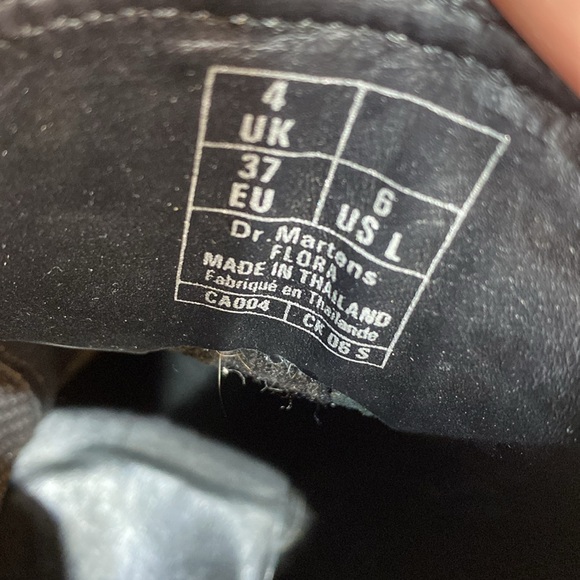 4
UK
37
EU
6
US L
Dr. Martens
FLORA
MADE IN THAILAND
Fabriqué en Thaïlande
CA004
CK 06 S